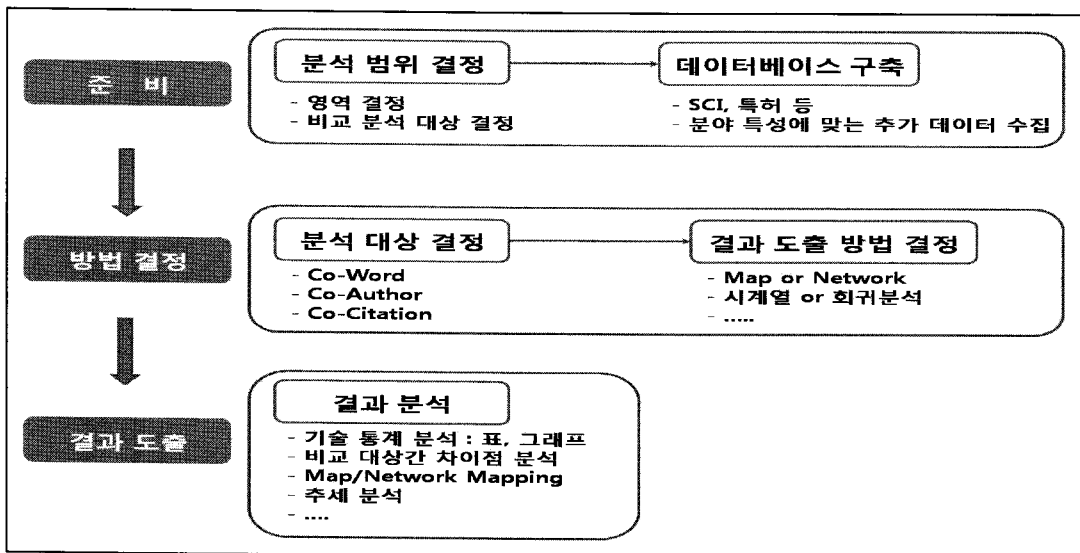 준 비
분석 범위 결정
- 영역 결정
- 비교 분석 대상 결정
데이터베이스 구축
- SCI, 특허 등
- 분야 특성에 맞는 추가 데이터 수집
방법 결정
분석 대상 결정
- Co-Word
- Co-Author
- Co-Citation
결과 도출 방법 결정
- Map or Network
- 시계열 or 회귀분석
- .....
결과 도출
결과 분석
- 기술 통계 분석 : 표, 그래프
- 비교 대상간 차이점 분석
- Map/Network Mapping
- 추세 분석
- ....